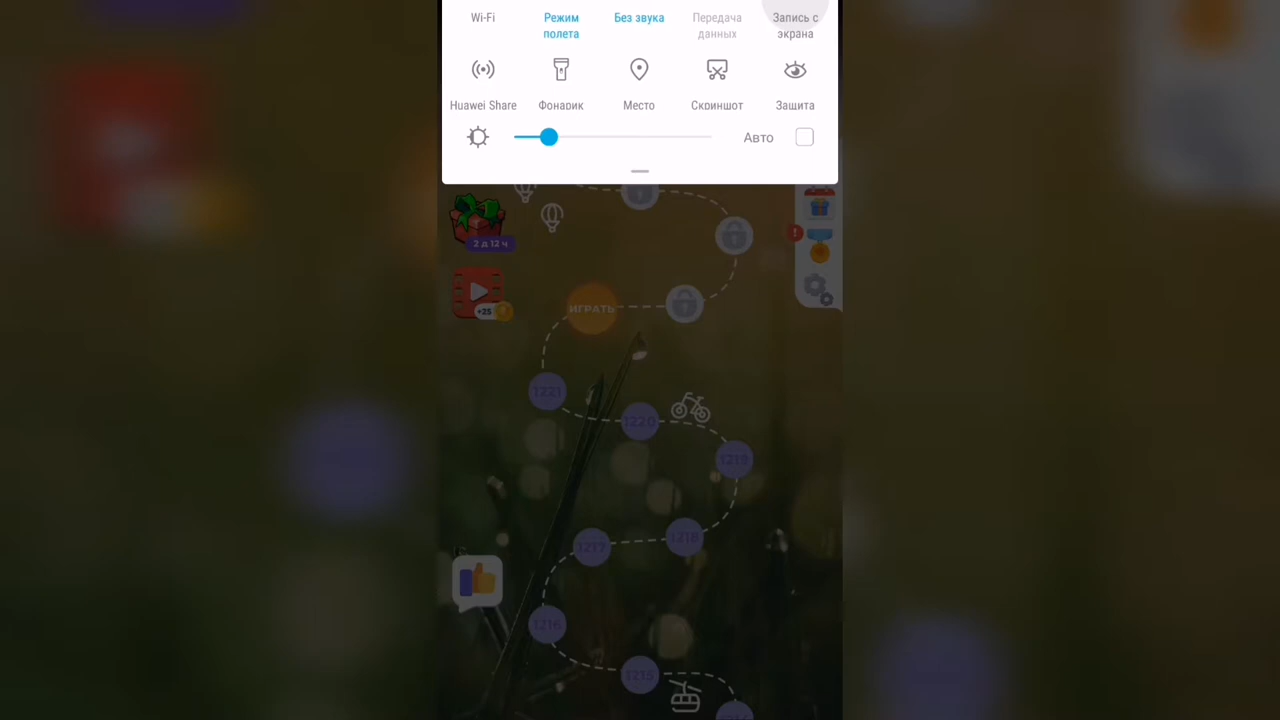 Wi-Fi
Режим
полета
Без звука
Передача
данных
Запись с
экрана
Huawei Share
Фонарик
Место
Скриншот
Защита
Авто
2 д 12 ч
+25
ИГРАТЬ
1221
1220
1219
1217
1218
1216
1215